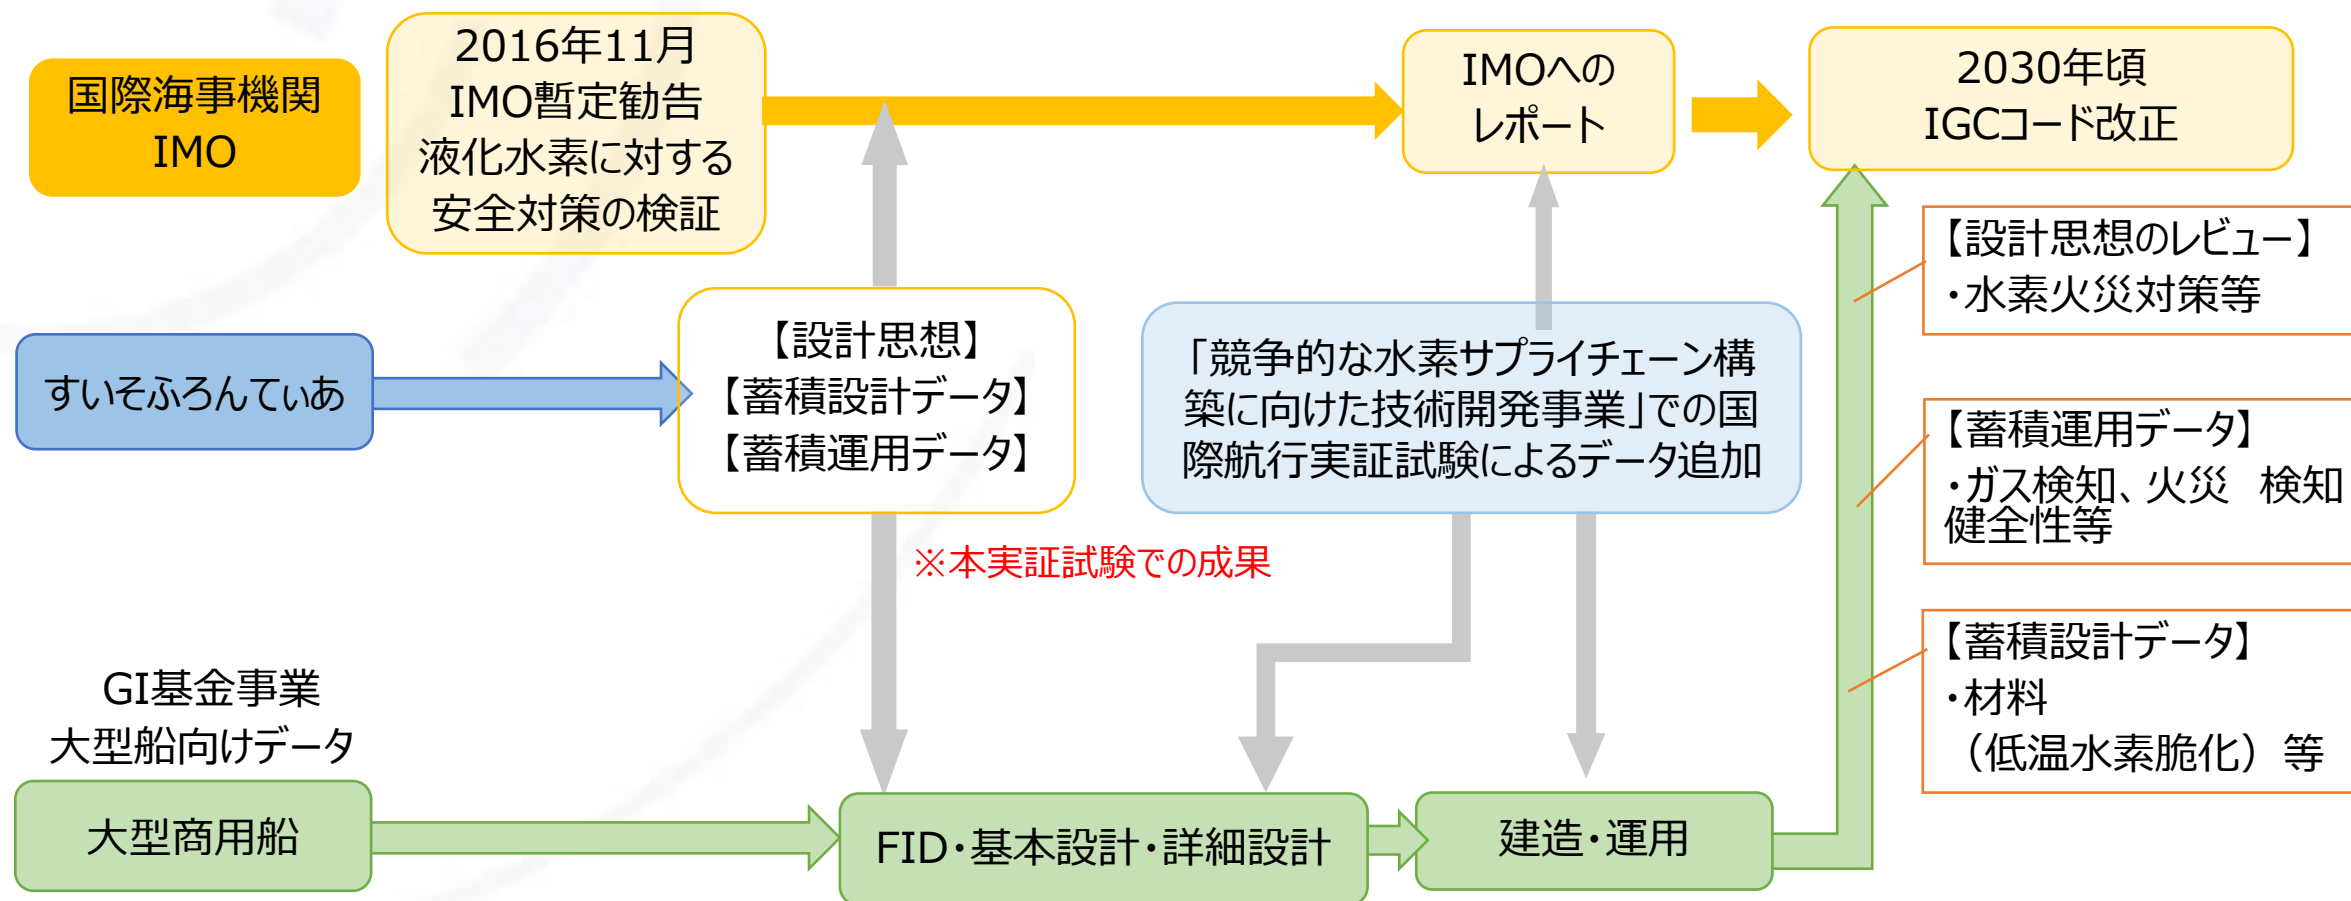 国際海事機関
IMO
2016年11月
IMO暫定勧告
液化水素に対する
安全対策の検証
IMOへの
レポート
2030年頃
IGCコード改正
すいそふろんてぃあ
【設計思想】
【蓄積設計データ】
【蓄積運用データ】
「競争的な水素サプライチェーン構
築に向けた技術開発事業」での国
際航行実証試験によるデータ追加
※本実証試験での成果
【設計思想のレビュー】
・水素火災対策等
【蓄積運用データ】
・ガス検知、火災　検知
健全性等
【蓄積設計データ】
・材料
（低温水素脆化）等
GI基金事業
大型船向けデータ
大型商用船
FID・基本設計・詳細設計
建造・運用